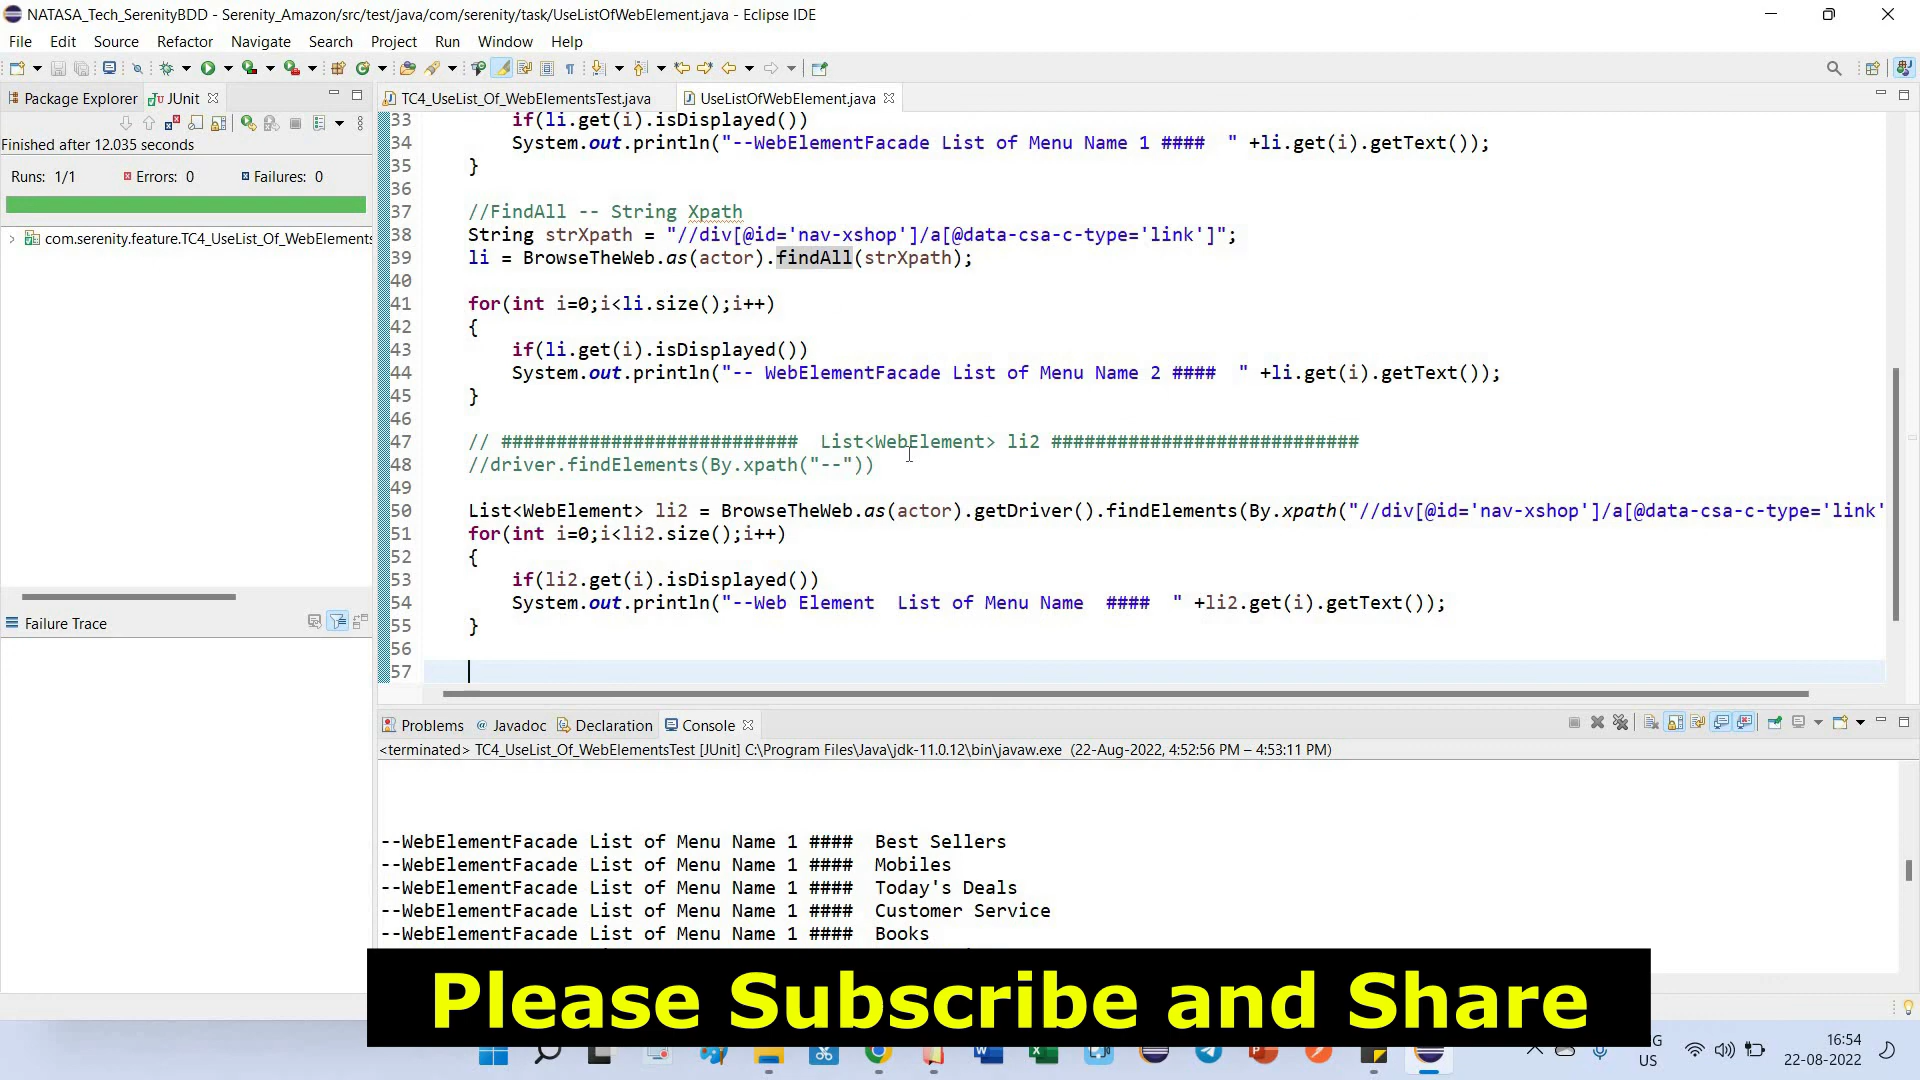 NATASA_Tech_SerenityBDD - Serenity_Amazon/src/test/java/com/serenity/task/UseListOfWebElement.java - Eclipse IDE
File Edit Source Refactor Navigate Search Project Run Window Help
Package Explorer JUnit
TC4_UseList_Of_WebElementsTest.java UseListOfWebElement.java
Finished after 12.035 seconds
Runs: 1/1 Errors: 0 Failures: 0
com.serenity.feature.TC4_UseList_Of_WebElements
Failure Trace
33 if(li.get(i).isDisplayed())
34 System.out.println("--WebElementFacade List of Menu Name 1 #### " +li.get(i).getText());
35 }
36
37 //FindAll -- String Xpath
38 String strXpath = "//div[@id='nav-xshop']/a[@data-csa-c-type='link']";
39 li = BrowseTheWeb.as(actor).findAll(strXpath);
40
41 for(int i=0;i<li.size();i++)
42 {
43 if(li.get(i).isDisplayed())
44 System.out.println("-- WebElementFacade List of Menu Name 2 #### " +li.get(i).getText());
45 }
46
47 // ########################### List<WebElement> li2 ############################
48 //driver.findElements(By.xpath("--"))
49
50 List<WebElement> li2 = BrowseTheWeb.as(actor).getDriver().findElements(By.xpath("//div[@id='nav-xshop']/a[@data-csa-c-type='link'
51 for(int i=0;i<li2.size();i++)
52 {
53 if(li2.get(i).isDisplayed())
54 System.out.println("--Web Element List of Menu Name #### " +li2.get(i).getText());
55 }
56
57
Problems Javadoc Declaration Console
<terminated> TC4_UseList_Of_WebElementsTest [JUnit] C:\Program Files\Java\jdk-11.0.12\bin\javaw.exe (22-Aug-2022, 4:52:56 PM – 4:53:11 PM)
--WebElementFacade List of Menu Name 1 #### Best Sellers
--WebElementFacade List of Menu Name 1 #### Mobiles
--WebElementFacade List of Menu Name 1 #### Today's Deals
--WebElementFacade List of Menu Name 1 #### Customer Service
--WebElementFacade List of Menu Name 1 #### Books
Please Subscribe and Share
US
16:54
22-08-2022